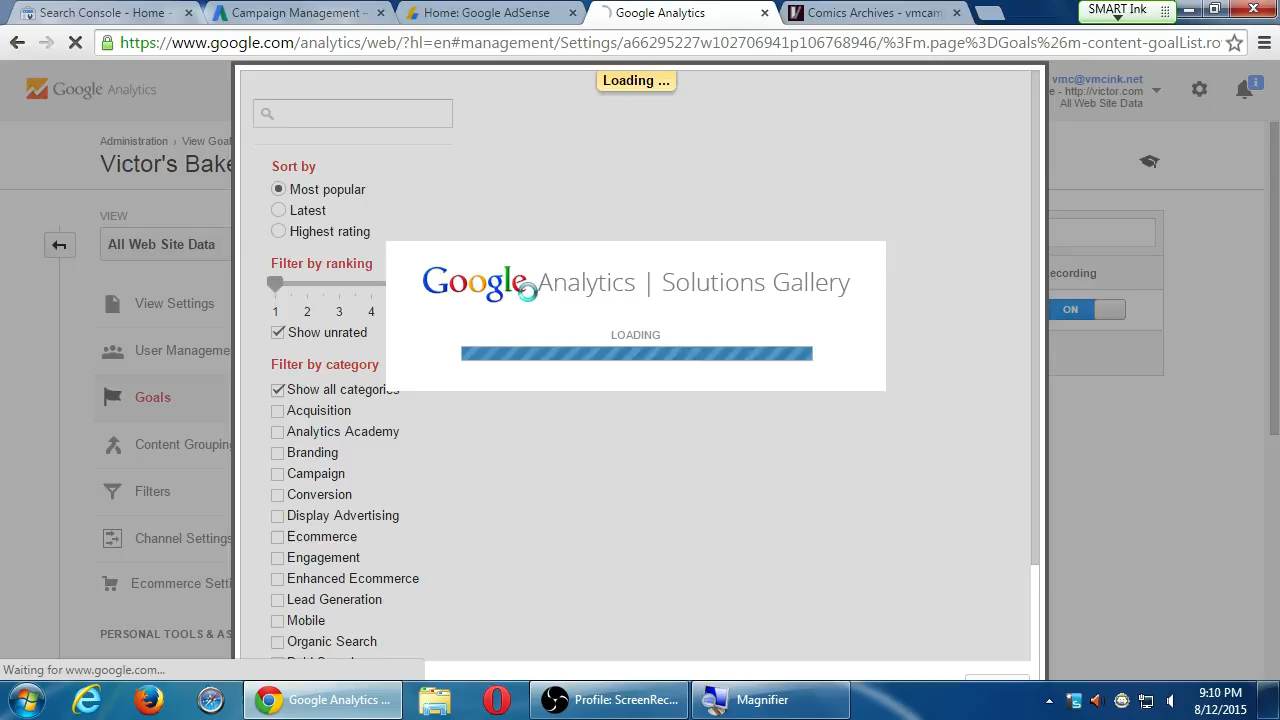 Search Console - Home -
Campaign Management -
Home: Google AdSense
Google Analytics
Comics Archives - vmcam
SMART Ink
https://www.google.com/analytics/web/?hl=en#management/Settings/a66295227w102706941p106768946/%3Fm.page%3DGoals%26m-content-goalList.ro
Loading ...
Google Analytics
vmc@vmcink.net
e - http://victor.com
All Web Site Data
Administration › View Goal
Victor's Bake
VIEW
All Web Site Data
View Settings
User Manageme
Goals
Content Grouping
Filters
Channel Settings
Ecommerce Setti
PERSONAL TOOLS & AS
Sort by
Most popular
Latest
Highest rating
Filter by ranking
1 2 3 4
Show unrated
Filter by category
Show all categories
Acquisition
Analytics Academy
Branding
Campaign
Conversion
Display Advertising
Ecommerce
Engagement
Enhanced Ecommerce
Lead Generation
Mobile
Organic Search
Google Analytics | Solutions Gallery
LOADING
ecording
ON
Waiting for www.google.com...
Google Analytics ...
Profile: ScreenRec...
Magnifier
9:10 PM
8/12/2015